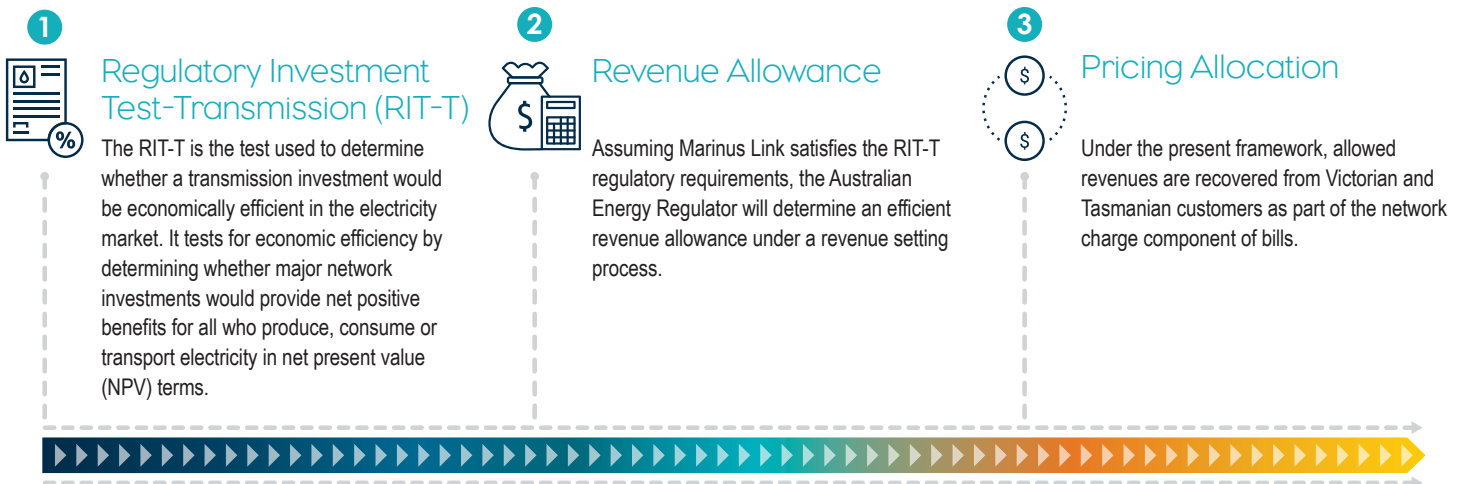 1
Regulatory Investment
Test-Transmission (RIT-T)
%
The RIT-T is the test used to determine
whether a transmission investment would
be economically efficient in the electricity
market. It tests for economic efficiency by
determining whether major network
investments would provide net positive
benefits for all who produce, consume or
transport electricity in net present value
(NPV) terms.
2
Revenue Allowance
$
Assuming Marinus Link satisfies the RIT-T
regulatory requirements, the Australian
Energy Regulator will determine an efficient
revenue allowance under a revenue setting
process.
3
Pricing Allocation
$
$
Under the present framework, allowed
revenues are recovered from Victorian and
Tasmanian customers as part of the network
charge component of bills.